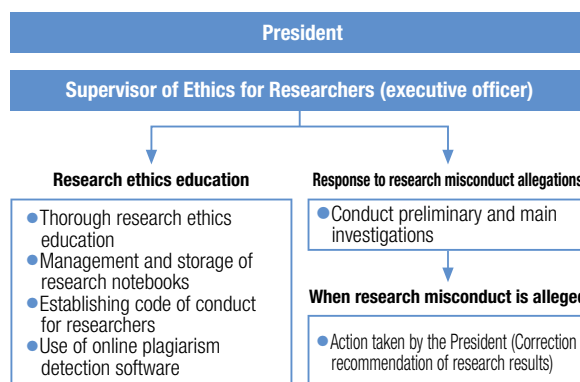 President
Supervisor of Ethics for Researchers (executive officer)
Research ethics education
●Thorough research ethics
education
●Management and storage of
research notebooks
●Establishing code of conduct
for researchers
●Use of online plagiarism
detection software
Response to research misconduct allegations
●Conduct preliminary and main
investigations
When research misconduct is alleged
●Action taken by the President (Correction
recommendation of research results)